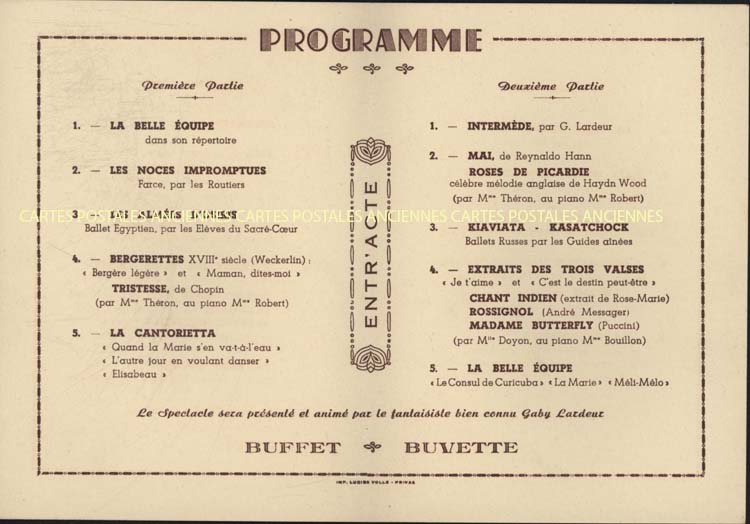 PROGRAMME
Première Partie
1. — LA BELLE ÉQUIPE
dans son répertoire
2. — LES NOCES IMPROMPTUES
Farce, par les Routiers
3
CARTES POSTALES ANCIENNES CARTES POSTALES ANCIENNES CARTES POSTALES ANCIENNES
Ballet Egyptien, par les Elèves du Sacré-Cœur
4. — BERGERETTES XVIIIe siècle (Weckerlin) :
« Bergère légère » et « Maman, dites-moi »
TRISTESSE, de Chopin
(par Mme Théron, au piano Mme Robert)
5. — LA CANTORIETTA
« Quand la Marie s'en va-t-à-l'eau »
« L'autre jour en voulant danser »
« Elisabeau »
ENTR'ACTE
Deuxième Partie
1. — INTERMÈDE, par G. Lardeur
2. — MAI, de Reynaldo Hann
ROSES DE PICARDIE
célèbre mélodie anglaise de Haydn Wood
(par Mme Théron, au piano Mme Robert)
3. — KIAVIATA - KASATCHOCK
Ballets Russes par les Guides aînées
4. — EXTRAITS DES TROIS VALSES
« Je t'aime » et « C'est le destin peut-être »
CHANT INDIEN (extrait de Rose-Marie)
ROSSIGNOL (André Messager)
MADAME BUTTERFLY (Puccini)
(par Mlle Doyon, au piano Mme Bouillon)
5. — LA BELLE ÉQUIPE
« Le Consul de Curicuba » « La Marie » « Méli-Mélo »
Le Spectacle sera présenté et animé par le fantaisiste bien connu Gaby Lardeur
BUFFET BUVETTE
IMP. LUCIEN VOLLE - PRIVAS